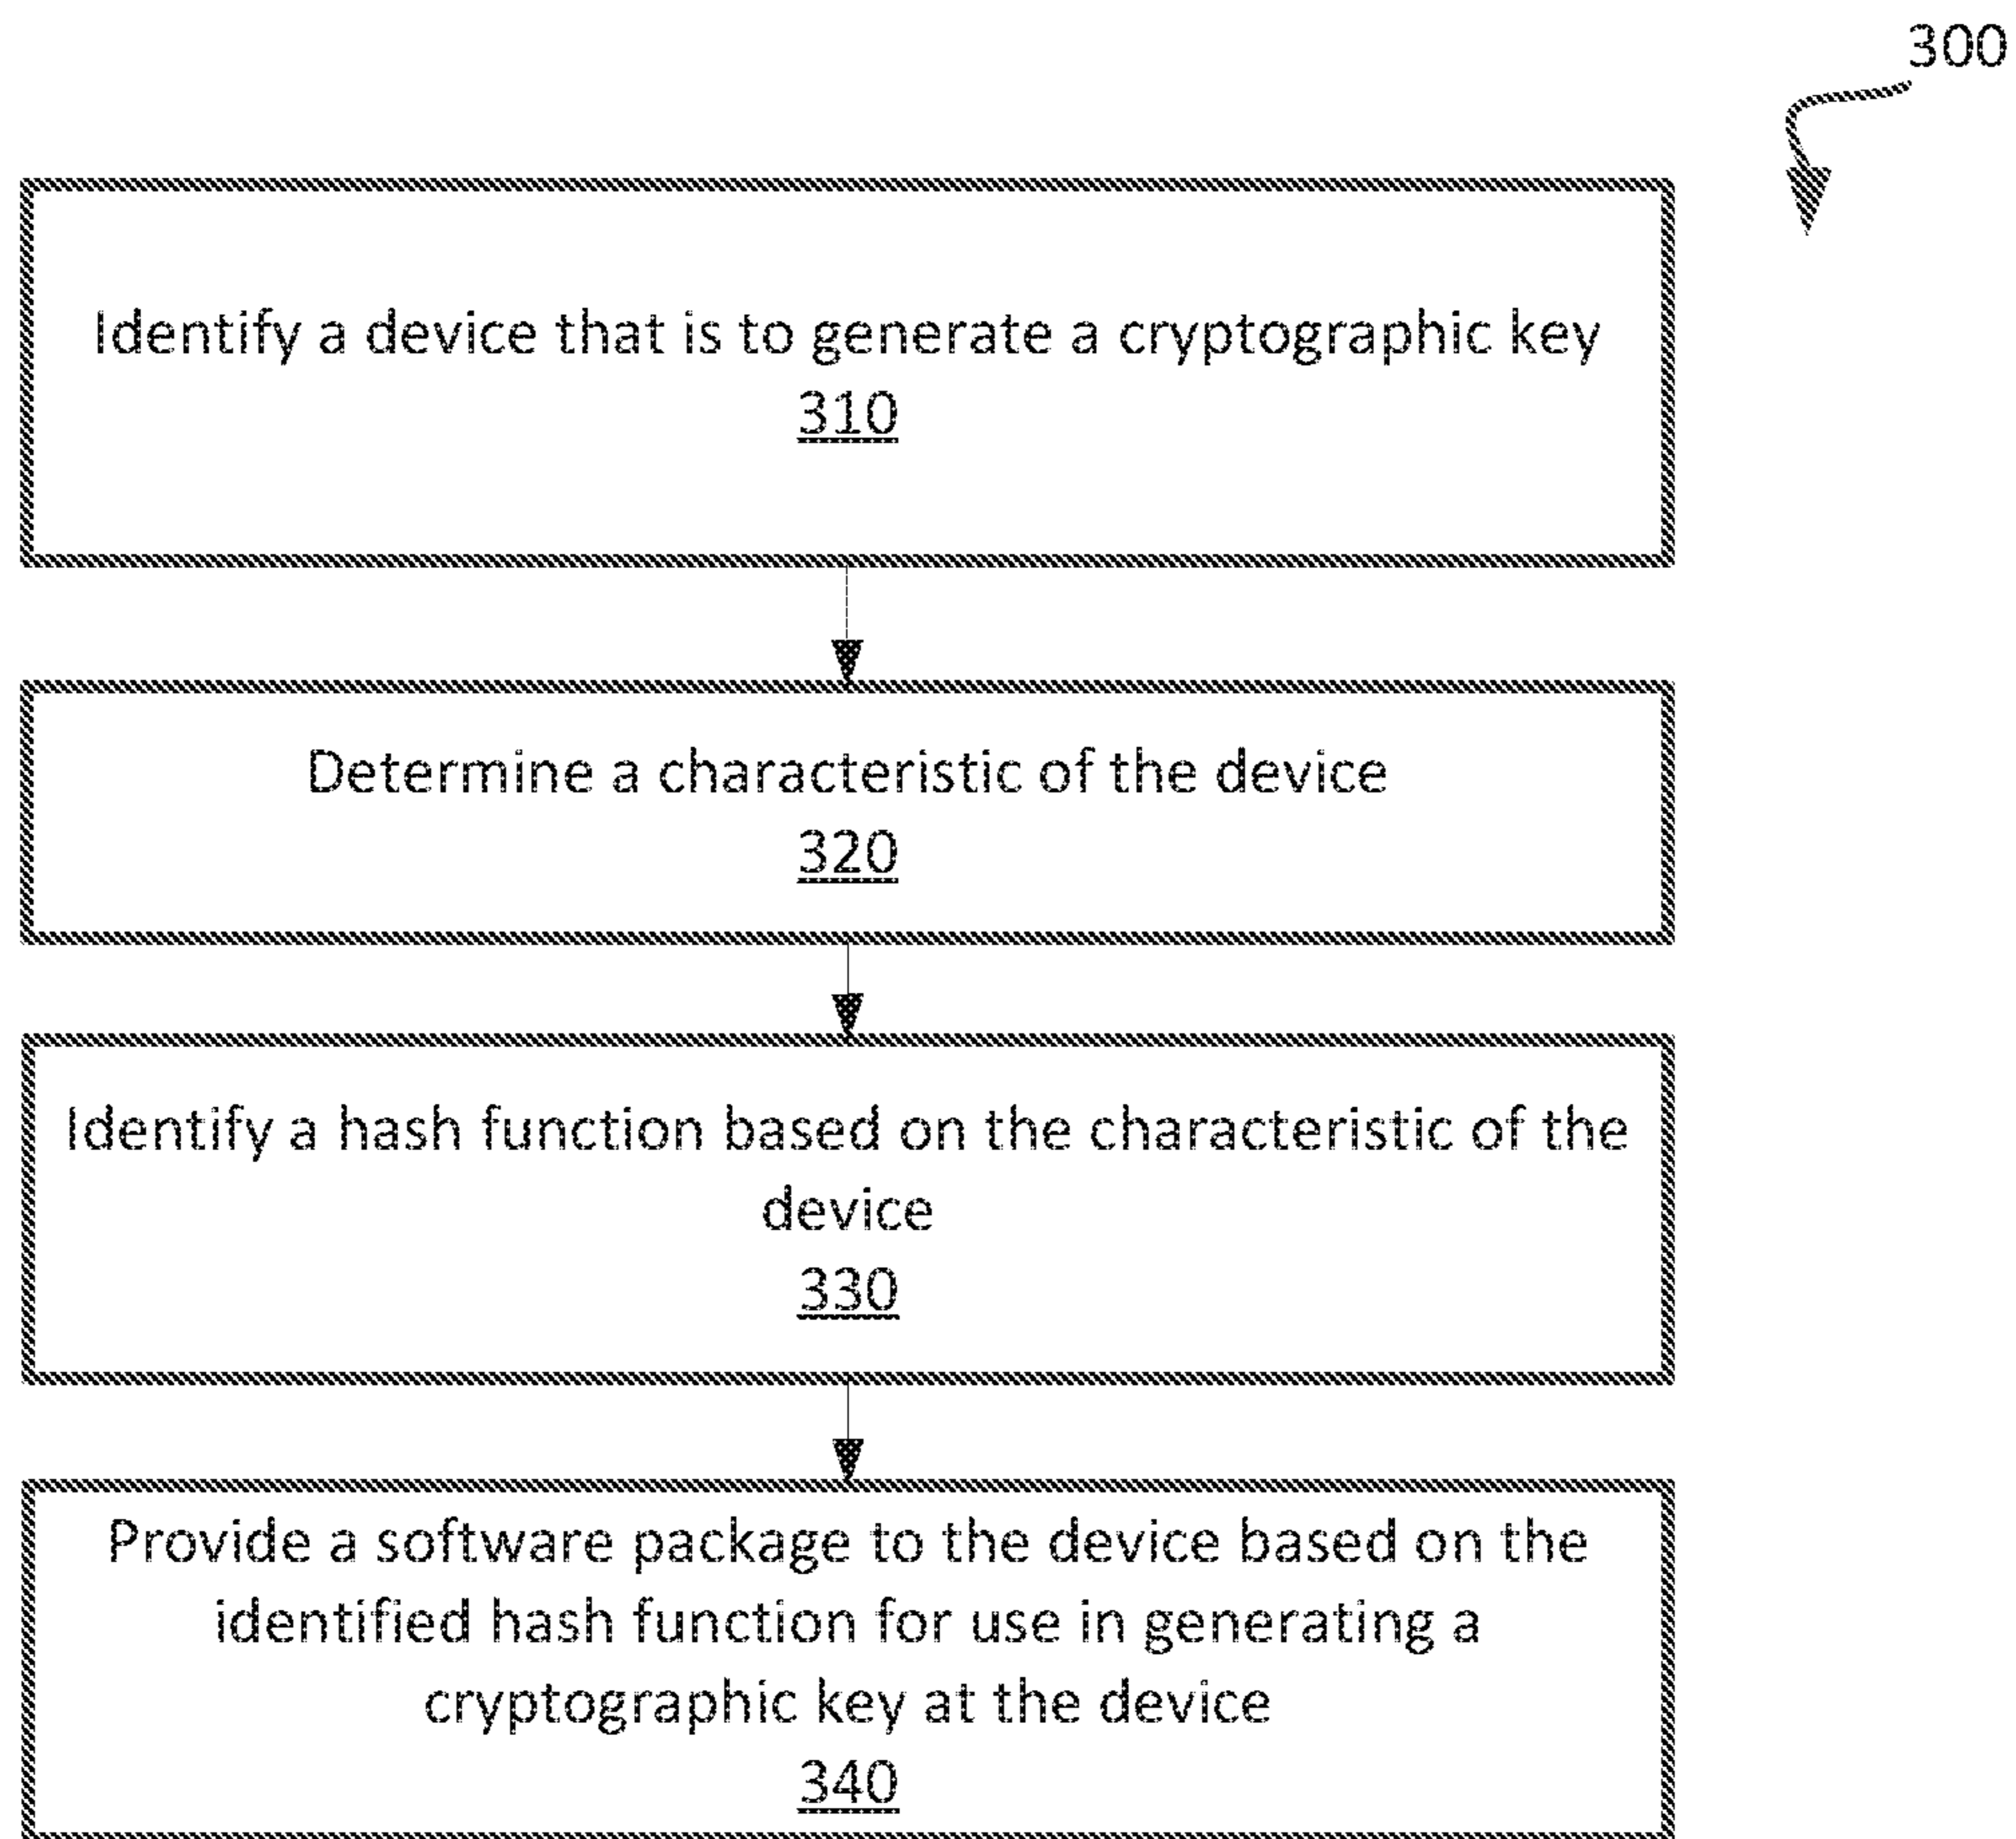 300
Identify a device that is to generate a cryptographic key
310
Determine a characteristic of the device
320
Identify a hash function based on the characteristic of the
device
330
Provide a software package to the device based on the
identified hash function for use in generating a
cryptographic key at the device
340